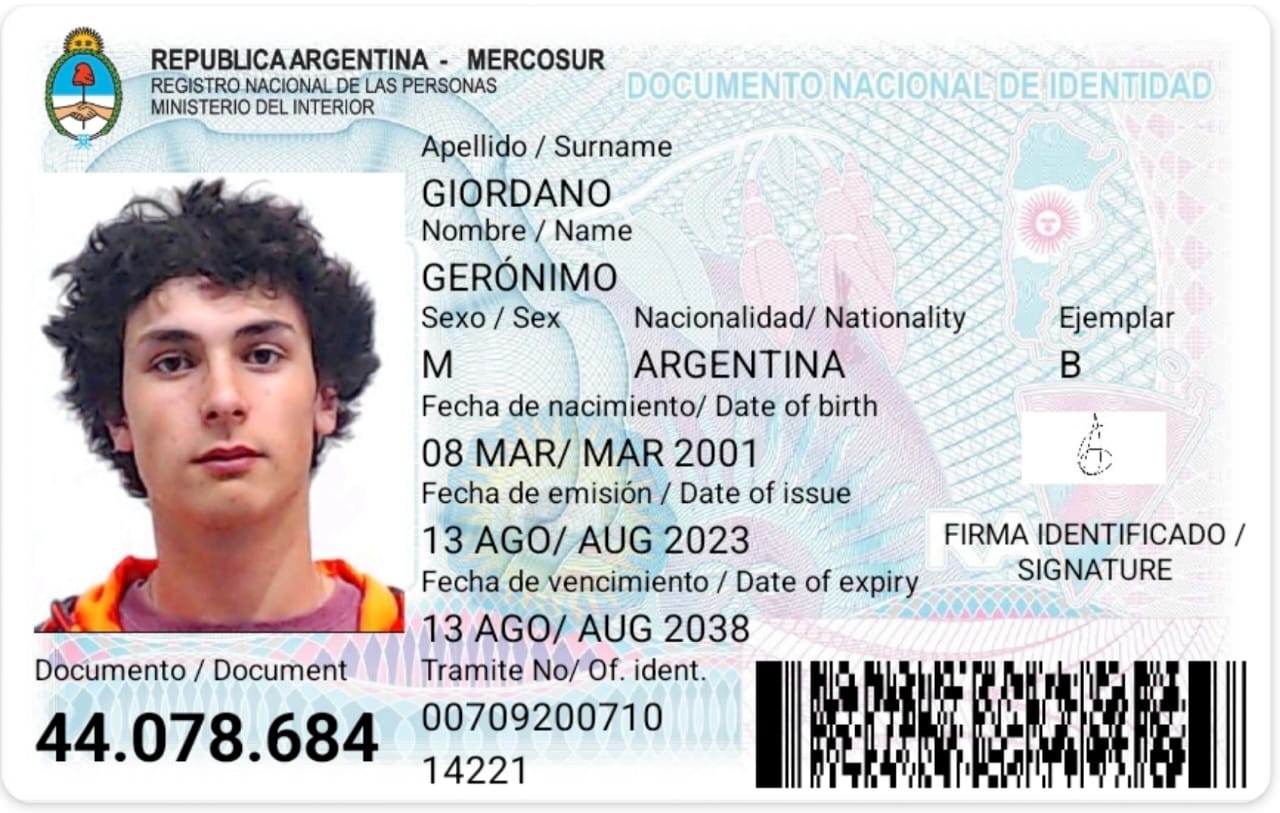 REPUBLICA ARGENTINA - MERCOSUR
REGISTRO NACIONAL DE LAS PERSONAS
MINISTERIO DEL INTERIOR
DOCUMENTO NACIONAL DE IDENTIDAD
Apellido / Surname
GIORDANO
Nombre / Name
GERÓNIMO
Sexo / Sex Nacionalidad/ Nationality Ejemplar
M ARGENTINA B
Fecha de nacimiento/ Date of birth
08 MAR/ MAR 2001
Fecha de emisión / Date of issue
13 AGO/ AUG 2023
FIRMA IDENTIFICADO /
SIGNATURE
Fecha de vencimiento / Date of expiry
13 AGO/ AUG 2038
Documento / Document
44.078.684
Tramite No/ Of. ident.
00709200710
14221